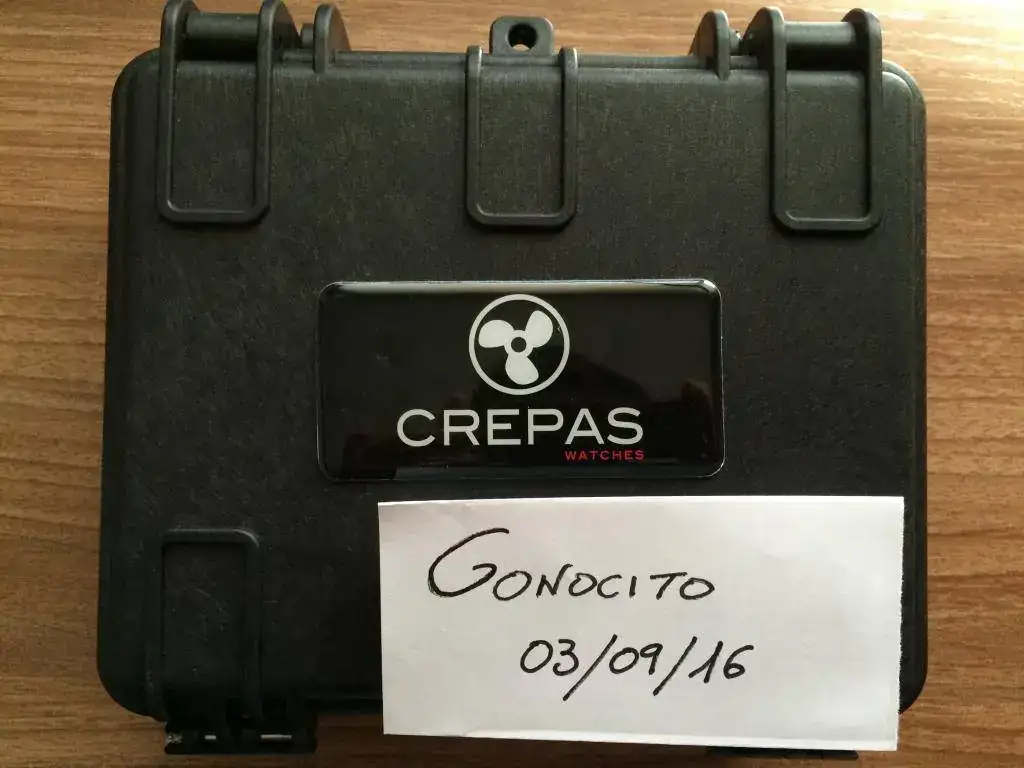 CREPAS
WATCHES
GONOCITO
03/09/16